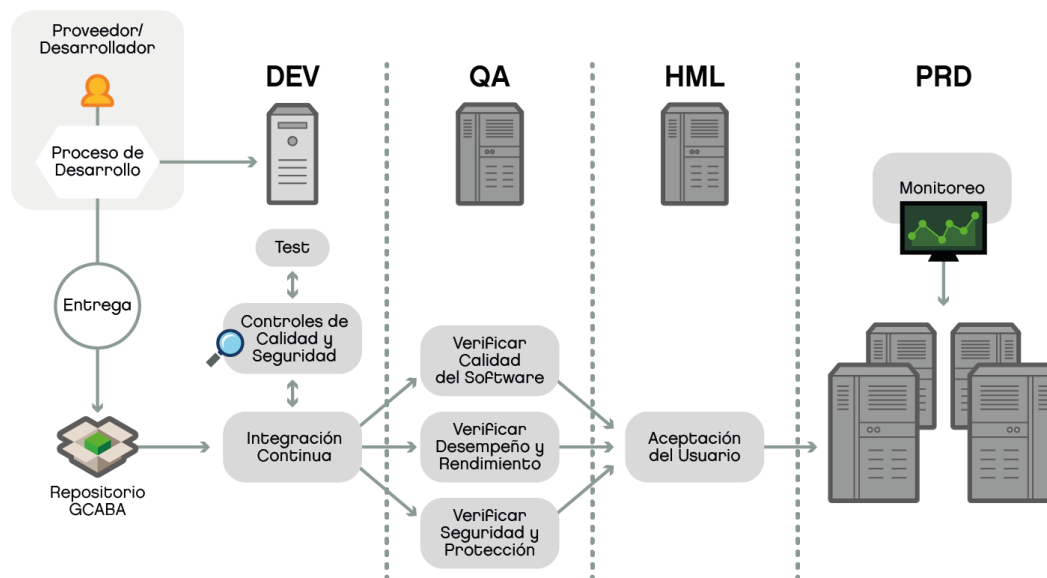 Proveedor/
Desarrollador
Proceso de
Desarrollo
Entrega
Repositorio
GCABA
DEV
Test
Controles de
Calidad y
Seguridad
Integración
Continua
QA
Verificar
Calidad
del Software
Verificar
Desempeño y
Rendimiento
Verificar
Seguridad y
Protección
HML
Aceptación
del Usuario
PRD
Monitoreo